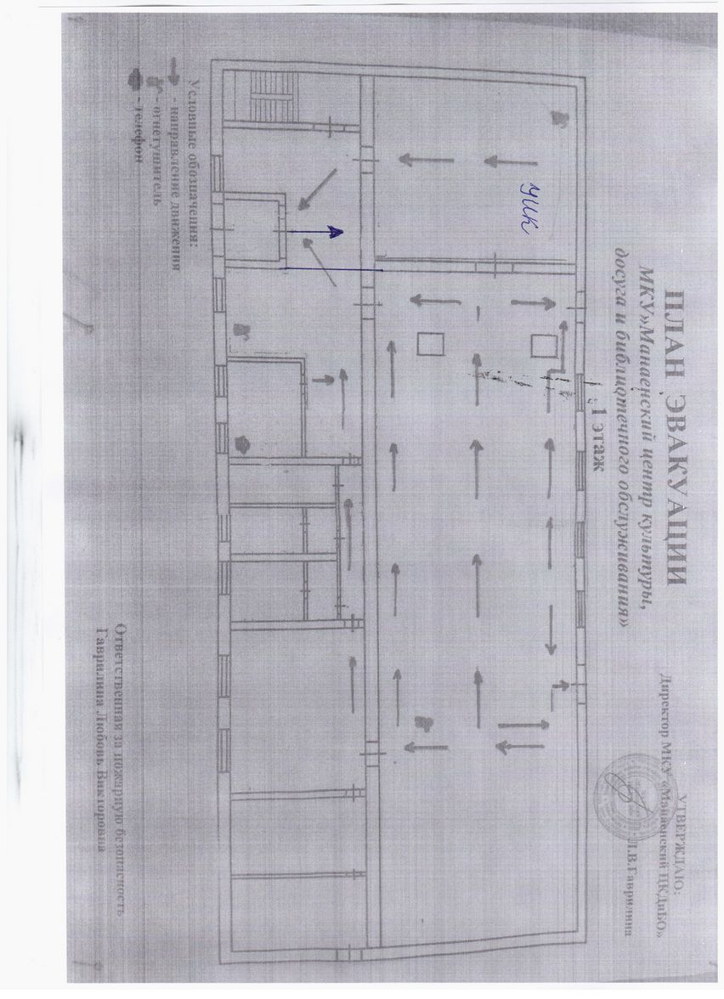 УТВЕРЖДАЮ:
Директор МКУ «Манаенский ЦКДиБО»
Л.В.Гаврилина
ПЛАН ЭВАКУАЦИИ
МКУ»Манаенский центр культуры,
досуга и библиотечного обслуживания»
1 этаж
УИК
Условные обозначения:
- направление движения
- огнетушитель
- телефон
Ответственная за пожарную безопасность
Гаврилина Любовь Викторовна